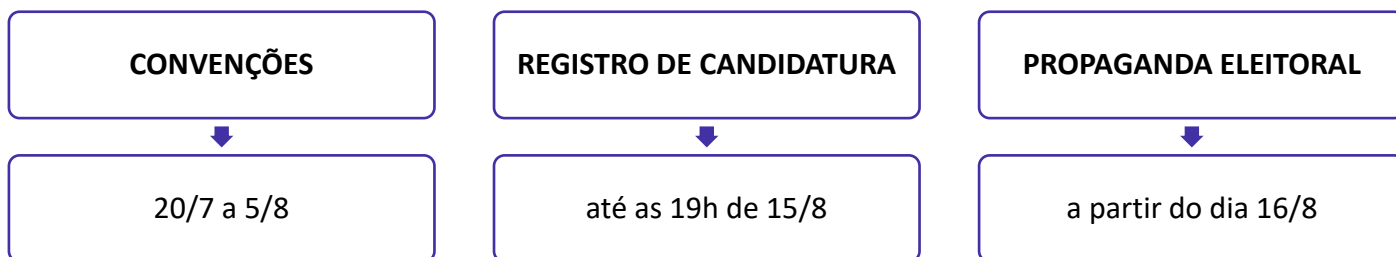 CONVENÇÕES
20/7 a 5/8
REGISTRO DE CANDIDATURA
até as 19h de 15/8
PROPAGANDA ELEITORAL
a partir do dia 16/8